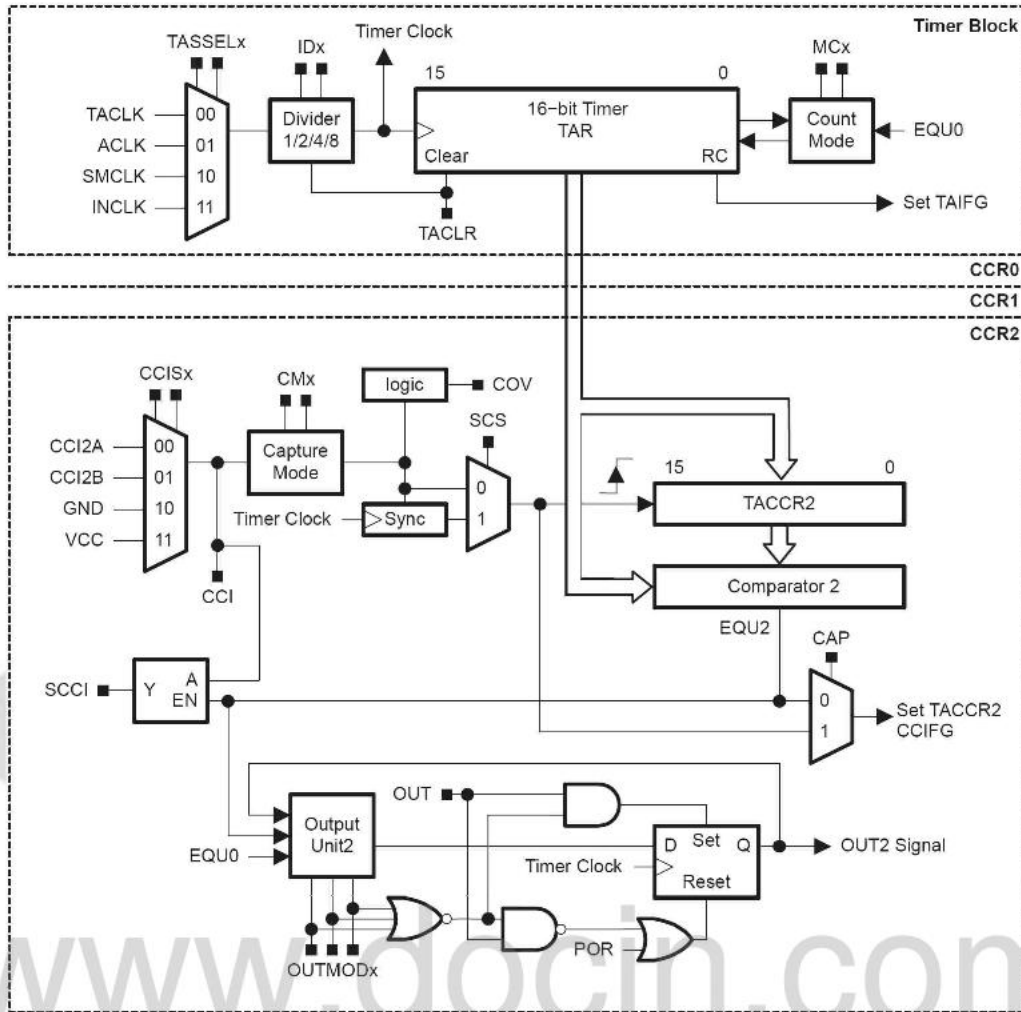 Timer Block
Timer Clock
TASSELx
IDx
15
0
MCx
TACLK
00
ACLK
01
SMCLK
10
INCLK
11
Divider
1/2/4/8
16−bit Timer
TAR
Clear
RC
Count
Mode
EQU0
Set TAIFG
TACLR
CCR0
CCR1
CCR2
CCISx
CMx
logic
COV
SCS
CCI2A
00
CCI2B
01
GND
10
VCC
11
Capture
Mode
0
1
Timer Clock
Sync
15
0
TACCR2
CCI
Comparator 2
EQU2
CAP
SCCI
Y
A
EN
0
1
Set TACCR2
CCIFG
OUT
Output
Unit2
EQU0
D
Set
Q
OUT2 Signal
Timer Clock
Reset
POR
OUTMODx
www.docin.com